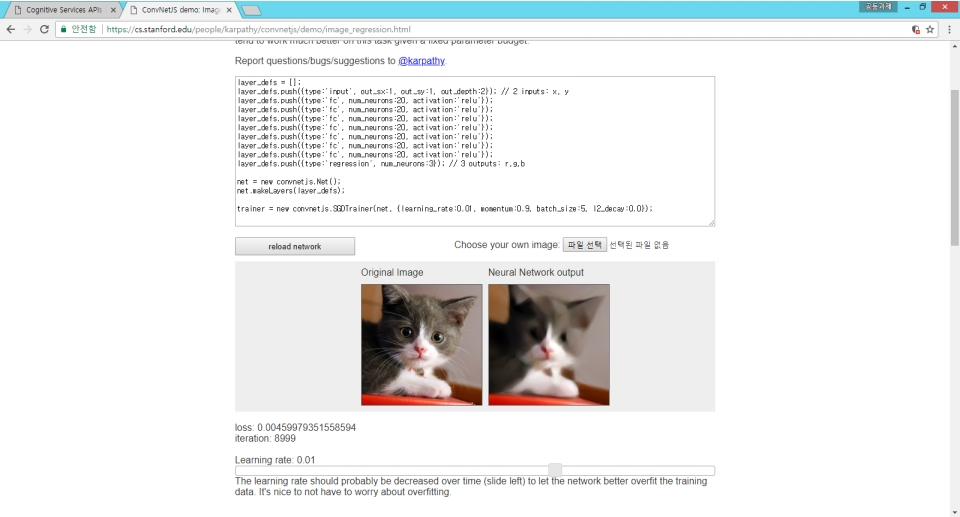 Cognitive Services APIs
ConvNetJS demo: Image
공동과제
안전함 | https://cs.stanford.edu/people/karpathy/convnetjs/demo/image_regression.html
tend to work much better on this task given a fixed parameter budget.
Report questions/bugs/suggestions to @karpathy.
layer_defs = [];
layer_defs.push({type:'input', out_sx:1, out_sy:1, out_depth:2}); // 2 inputs: x, y
layer_defs.push({type:'fc', num_neurons:20, activation:'relu'});
layer_defs.push({type:'fc', num_neurons:20, activation:'relu'});
layer_defs.push({type:'fc', num_neurons:20, activation:'relu'});
layer_defs.push({type:'fc', num_neurons:20, activation:'relu'});
layer_defs.push({type:'fc', num_neurons:20, activation:'relu'});
layer_defs.push({type:'fc', num_neurons:20, activation:'relu'});
layer_defs.push({type:'fc', num_neurons:20, activation:'relu'});
layer_defs.push({type:'regression', num_neurons:3}); // 3 outputs: r,g,b
net = new convnetjs.Net();
net.makeLayers(layer_defs);
trainer = new convnetjs.SGDTrainer(net, {learning_rate:0.01, momentum:0.9, batch_size:5, l2_decay:0.0});
reload network
Choose your own image: 파일 선택 선택된 파일 없음
Original Image
Neural Network output
loss: 0.00459979351558594
iteration: 8999
Learning rate: 0.01
The learning rate should probably be decreased over time (slide left) to let the network better overfit the training
data. It's nice to not have to worry about overfitting.